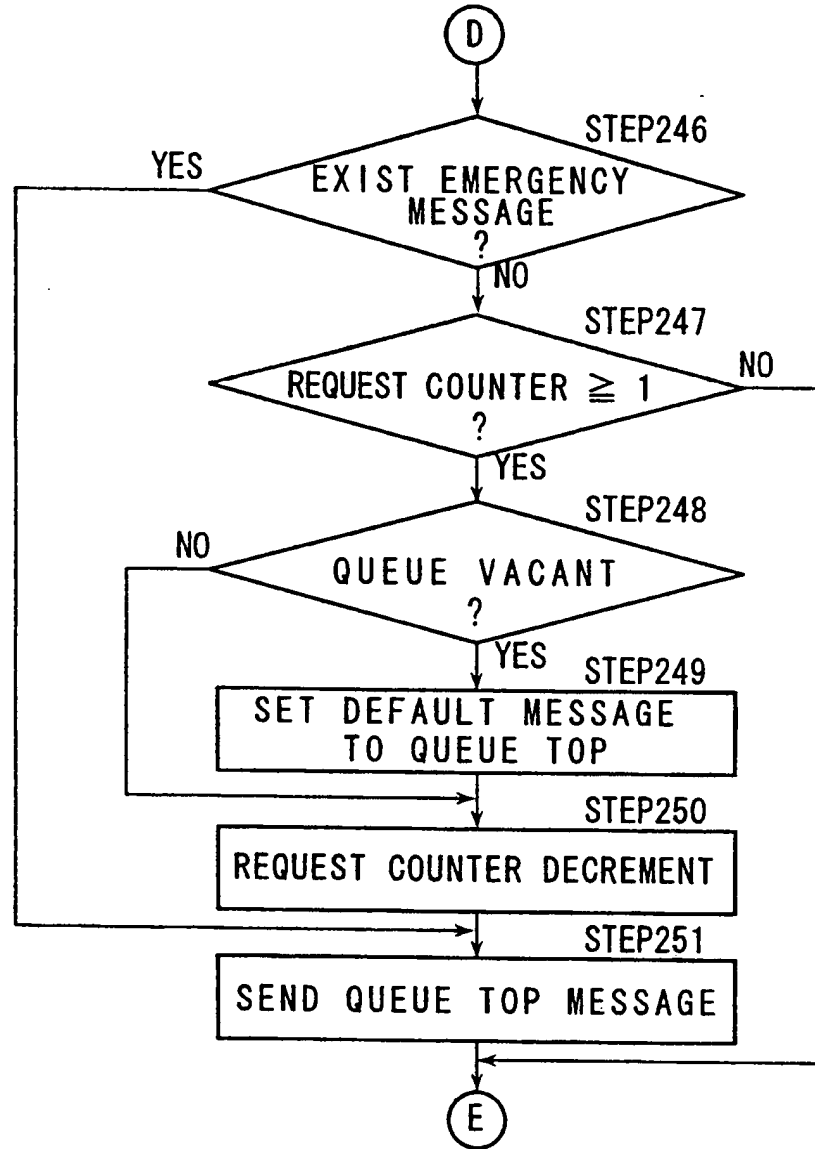 D
STEP246
YES
EXIST EMERGENCY
MESSAGE
?
NO
STEP247
NO
REQUEST COUNTER ≧ 1
?
YES
STEP248
NO
QUEUE VACANT
?
YES
STEP249
SET DEFAULT MESSAGE
TO QUEUE TOP
STEP250
REQUEST COUNTER DECREMENT
STEP251
SEND QUEUE TOP MESSAGE
E